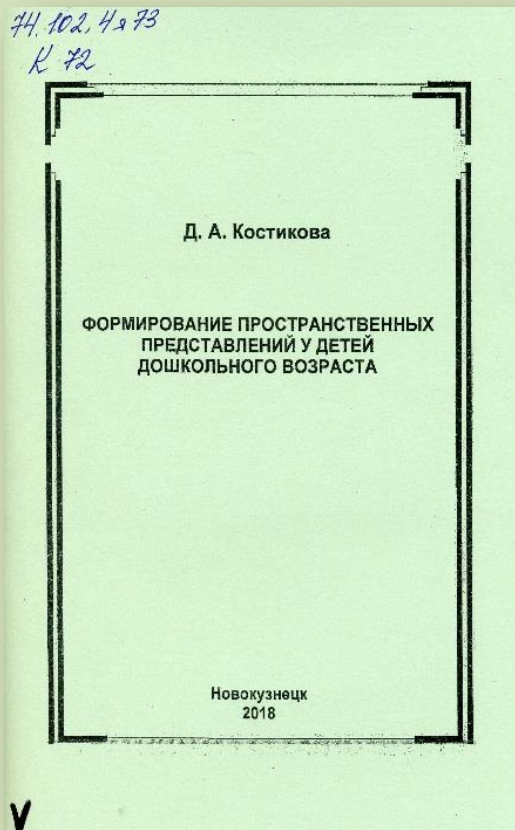 74.102.4я73
К 72
Д. А. Костикова
ФОРМИРОВАНИЕ ПРОСТРАНСТВЕННЫХ
ПРЕДСТАВЛЕНИЙ У ДЕТЕЙ
ДОШКОЛЬНОГО ВОЗРАСТА
Новокузнецк
2018
V